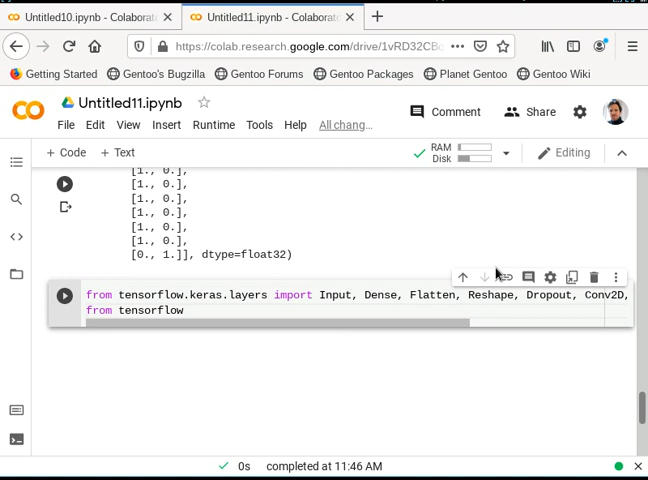 Untitled10.ipynb - Colaborat
Untitled11.ipynb - Colaborat
https://colab.research.google.com/drive/1vRD32CBc
Getting Started
Gentoo's Bugzilla
Gentoo Forums
Gentoo Packages
Planet Gentoo
Gentoo Wiki
Untitled11.ipynb
Comment
Share
File Edit View Insert Runtime Tools Help All chang…
+ Code + Text
RAM
Disk
Editing
[1., 0.],
[1., 0.],
[1., 0.],
[1., 0.],
[1., 0.],
[1., 0.],
[0., 1.]], dtype=float32)
from tensorflow.keras.layers import Input, Dense, Flatten, Reshape, Dropout, Conv2D,
from tensorflow
0s completed at 11:46 AM